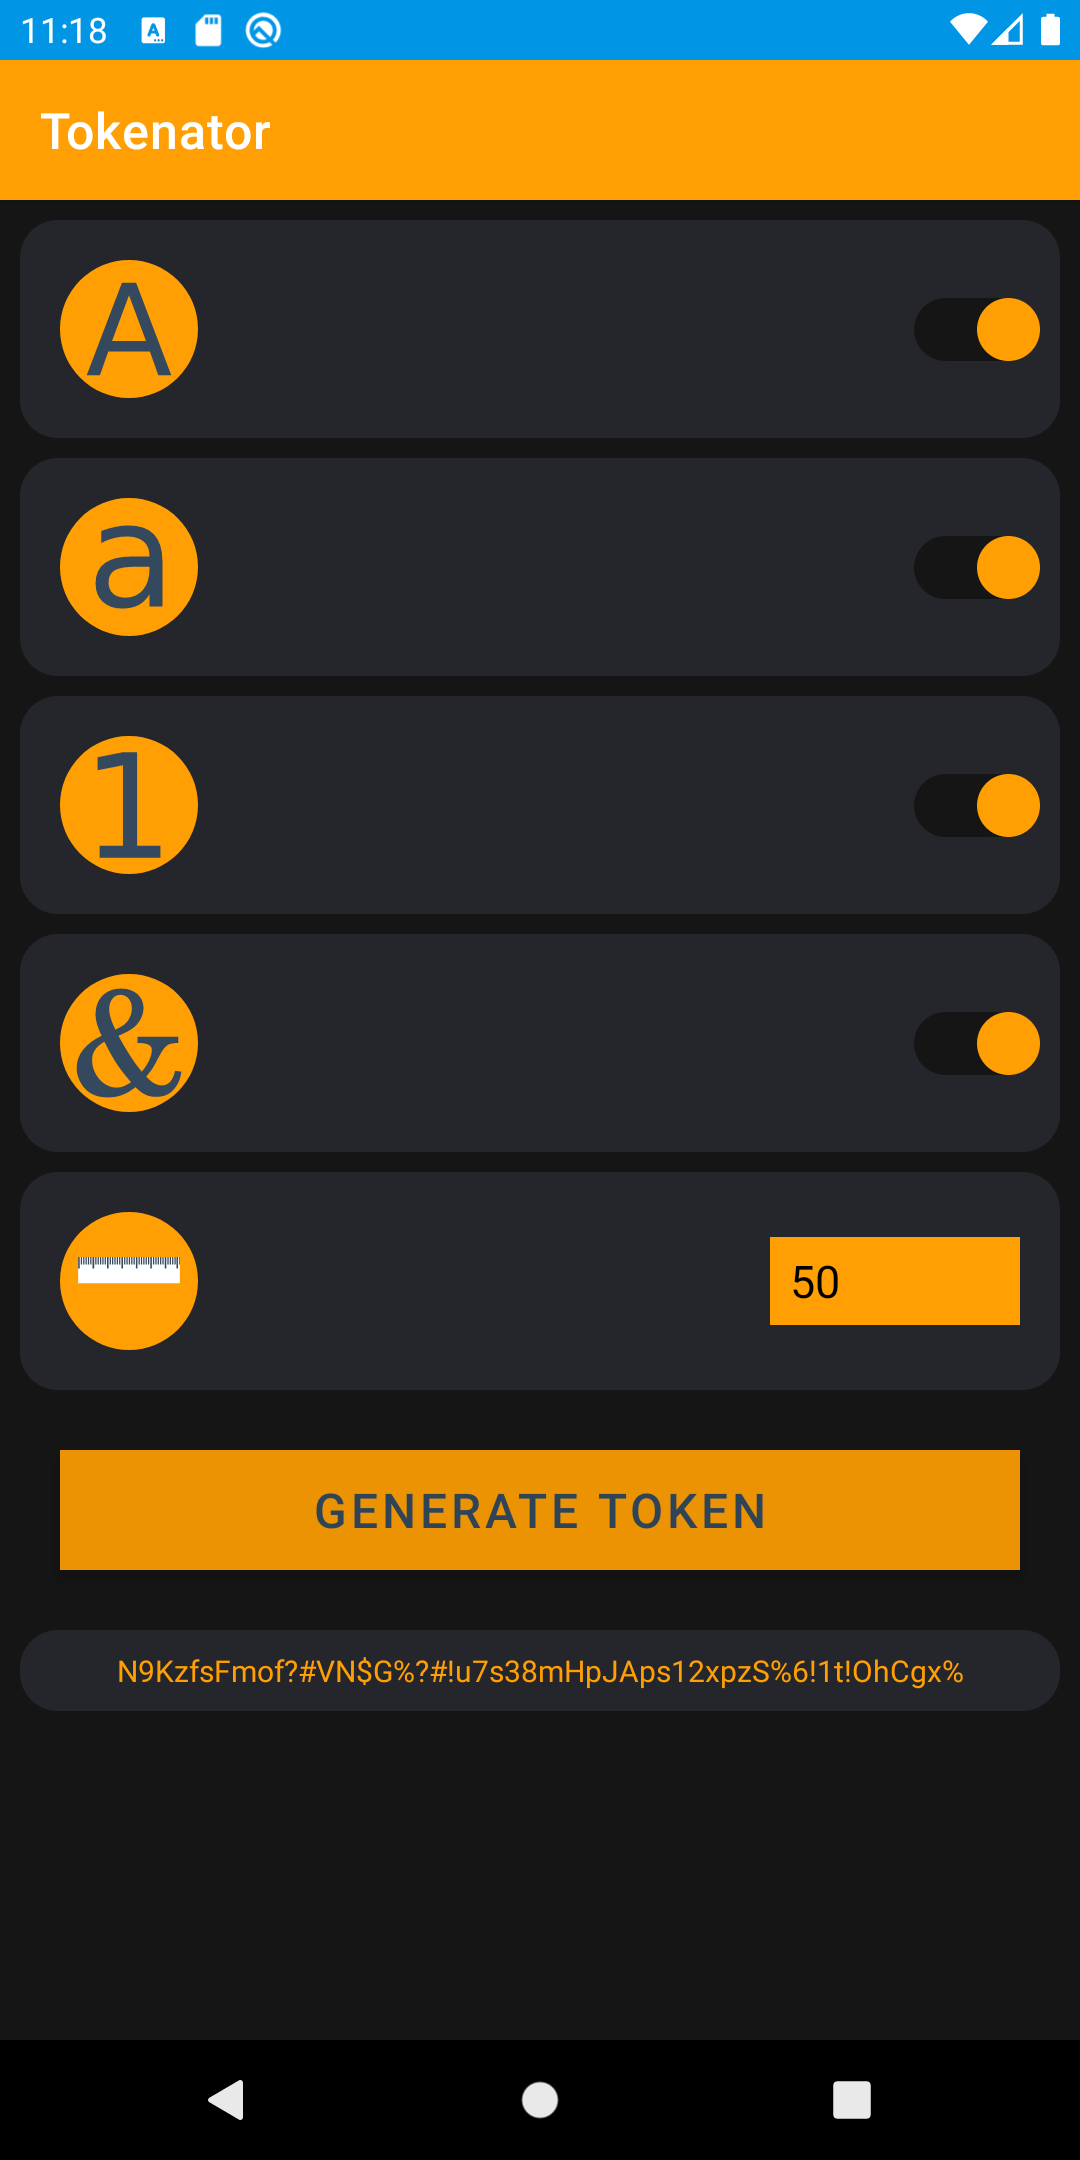 11:18
Tokenator
A
a
1
&
50
GENERATE TOKEN
N9KzfsFmof?#VN$G%?#!u7s38mHpJAps12xpzS%6!1t!OhCgx%